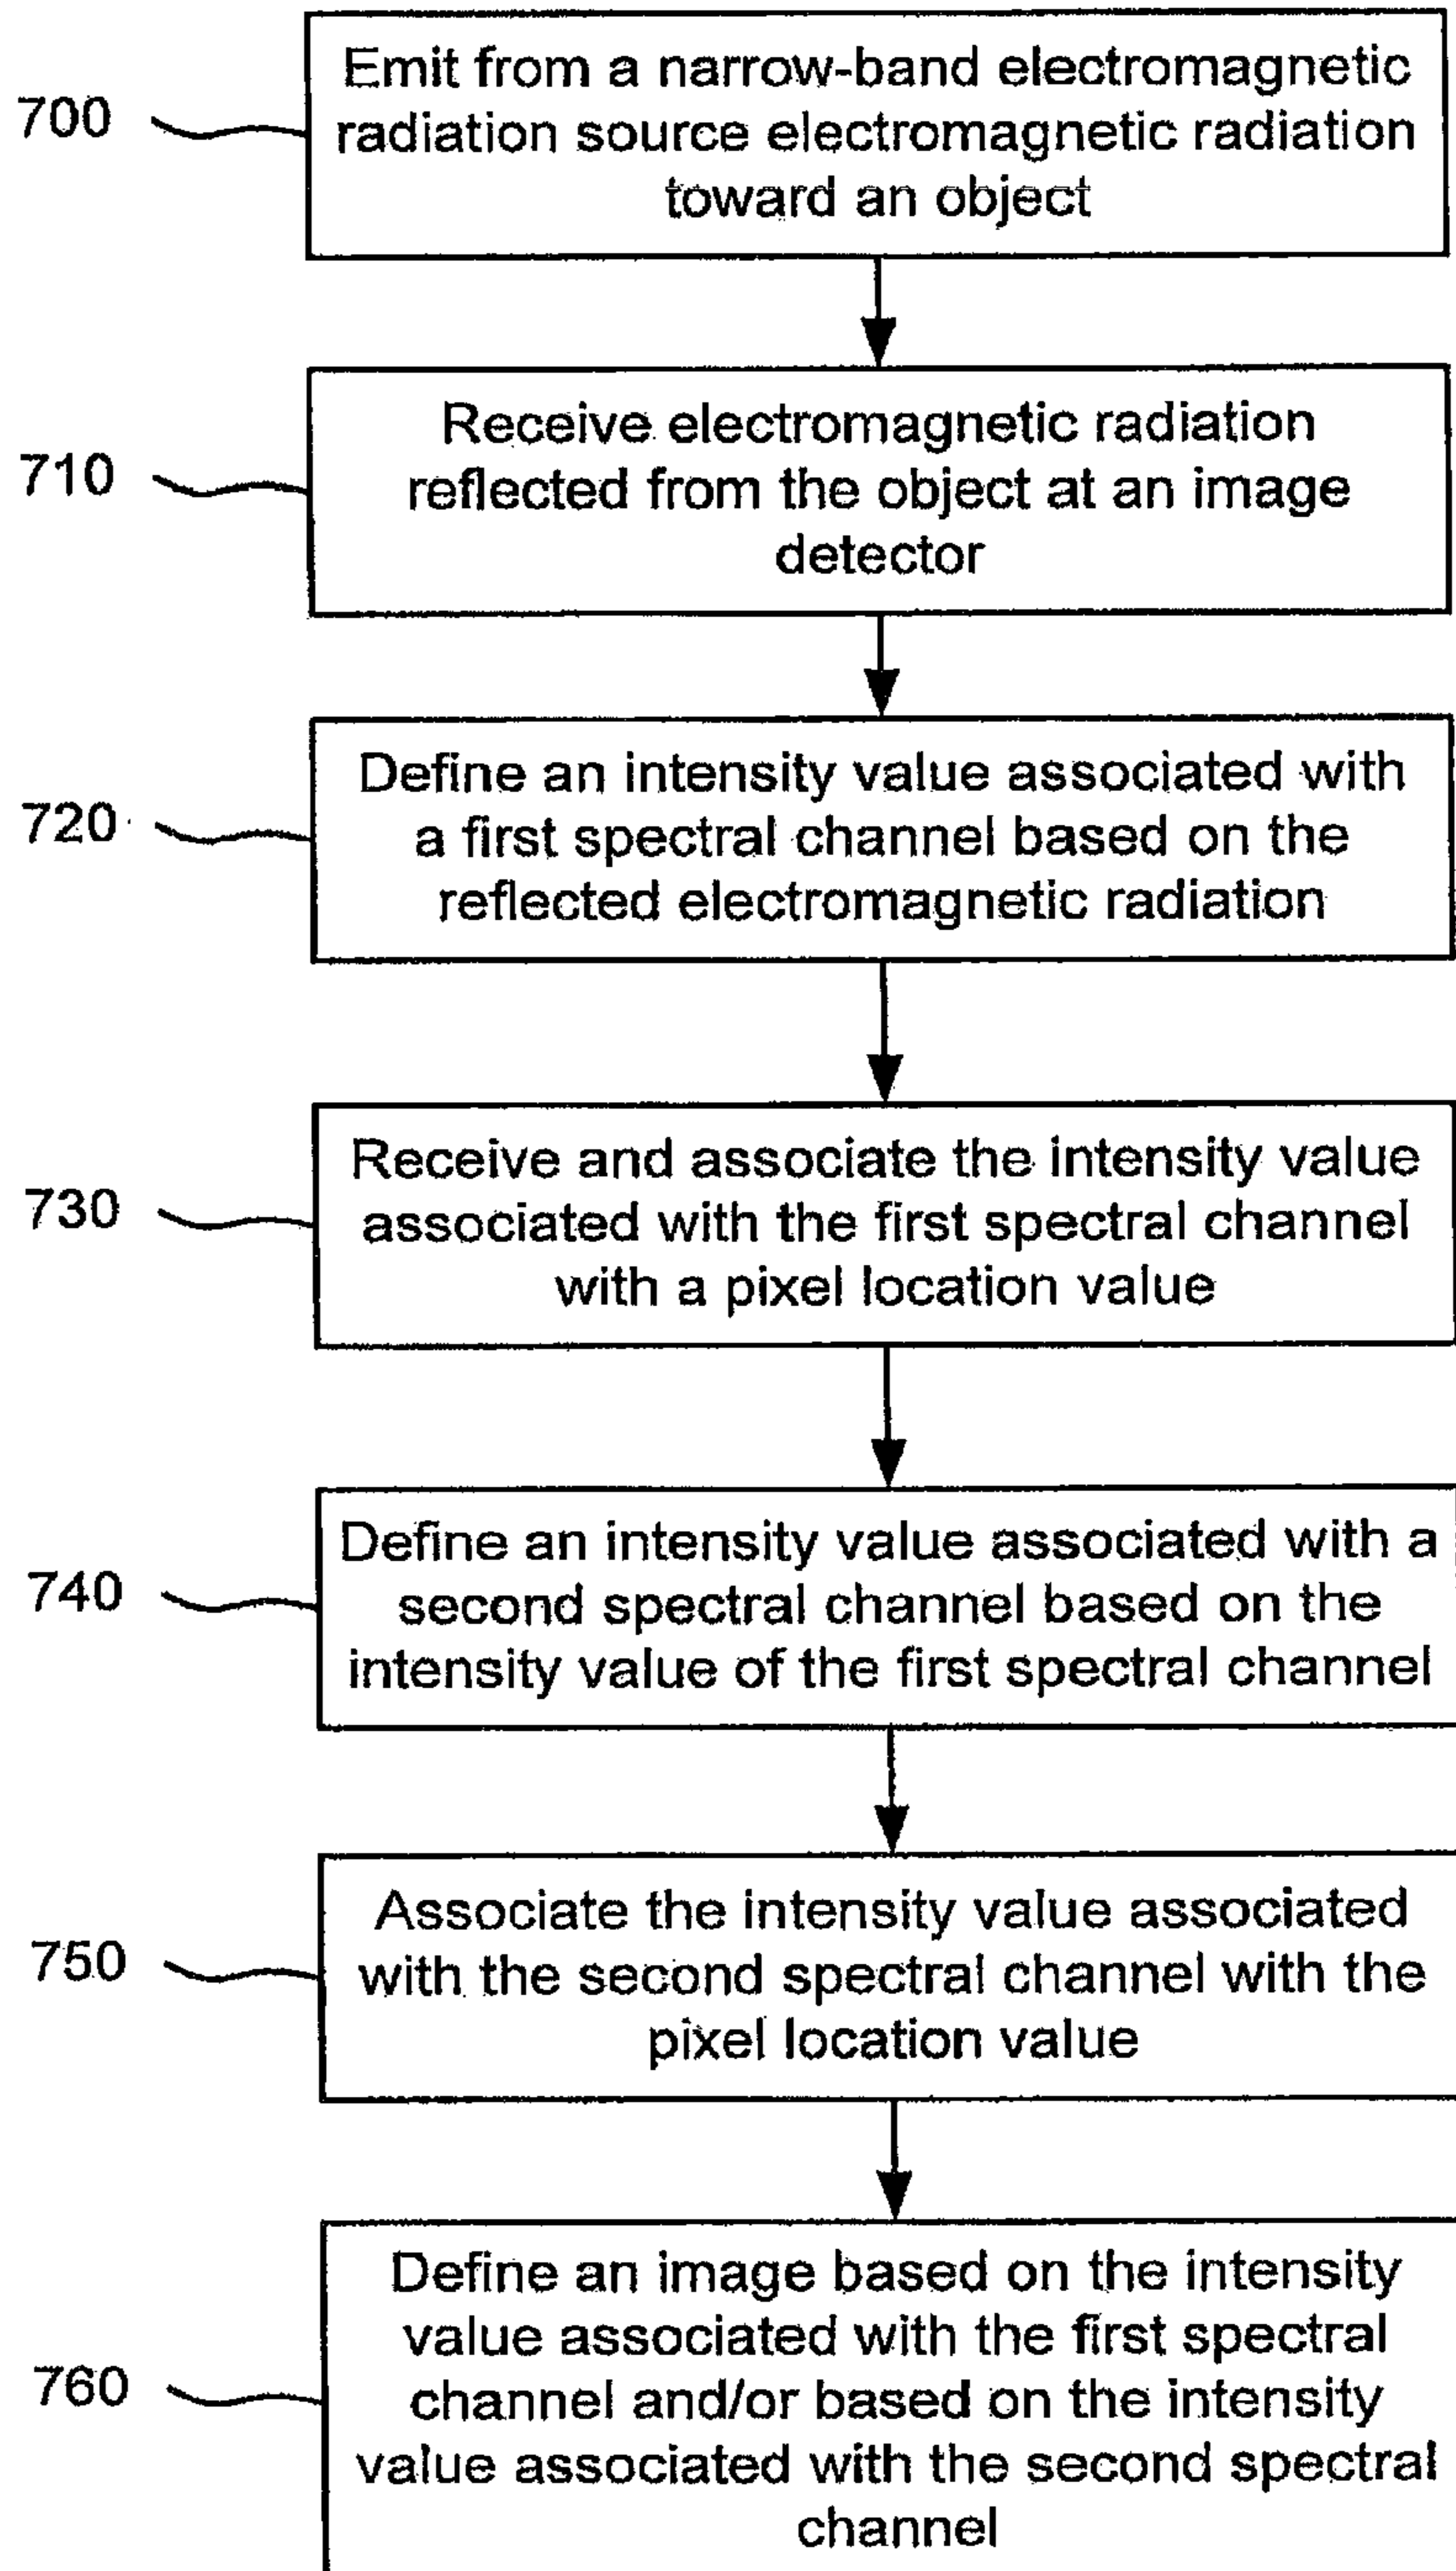 700
Emit from a narrow-band electromagnetic
radiation source electromagnetic radiation
toward an object
710
Receive electromagnetic radiation
reflected from the object at an image
detector
720
Define an intensity value associated with
a first spectral channel based on the
reflected electromagnetic radiation
730
Receive and associate the intensity value
associated with the first spectral channel
with a pixel location value
740
Define an intensity value associated with a
second spectral channel based on the
intensity value of the first spectral channel
750
Associate the intensity value associated
with the second spectral channel with the
pixel location value
760
Define an image based on the intensity
value associated with the first spectral
channel and/or based on the intensity
value associated with the second spectral
channel